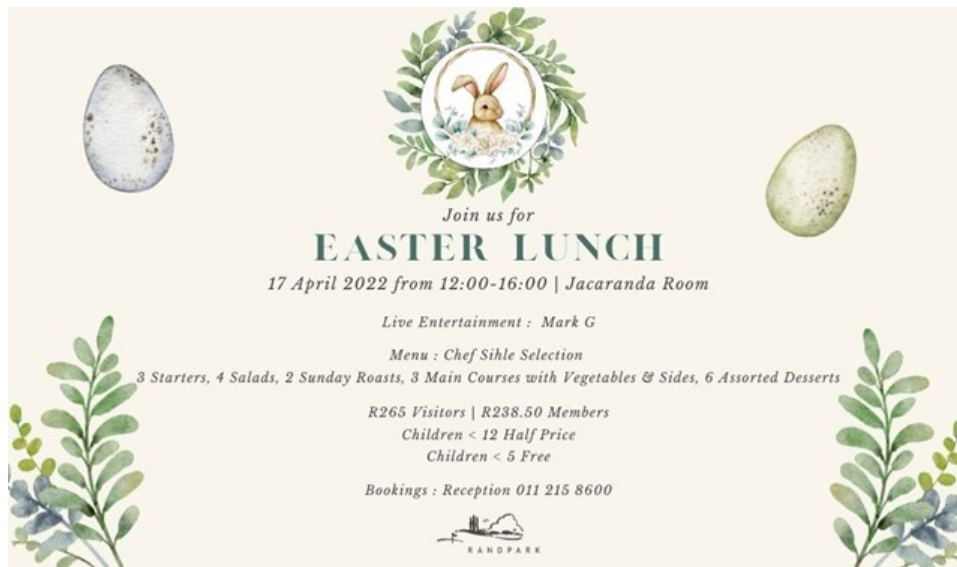 Join us for
EASTER LUNCH
17 April 2022 from 12:00-16:00 | Jacaranda Room
Live Entertainment : Mark G
Menu : Chef Sihle Selection
3 Starters, 4 Salads, 2 Sunday Roasts, 3 Main Courses with Vegetables & Sides, 6 Assorted Desserts
R265 Visitors | R238.50 Members
Children < 12 Half Price
Children < 5 Free
Bookings : Reception 011 215 8600
RANDPARK